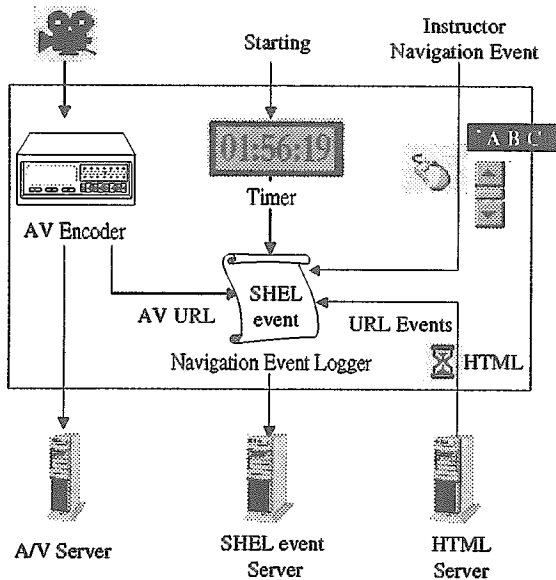 Starting
Instructor
Navigation Event
01:56:19
A B C
Timer
AV Encoder
SHEL
event
AV URL
URL Events
Navigation Event Logger
HTML
A/V Server
SHEL event
Server
HTML
Server